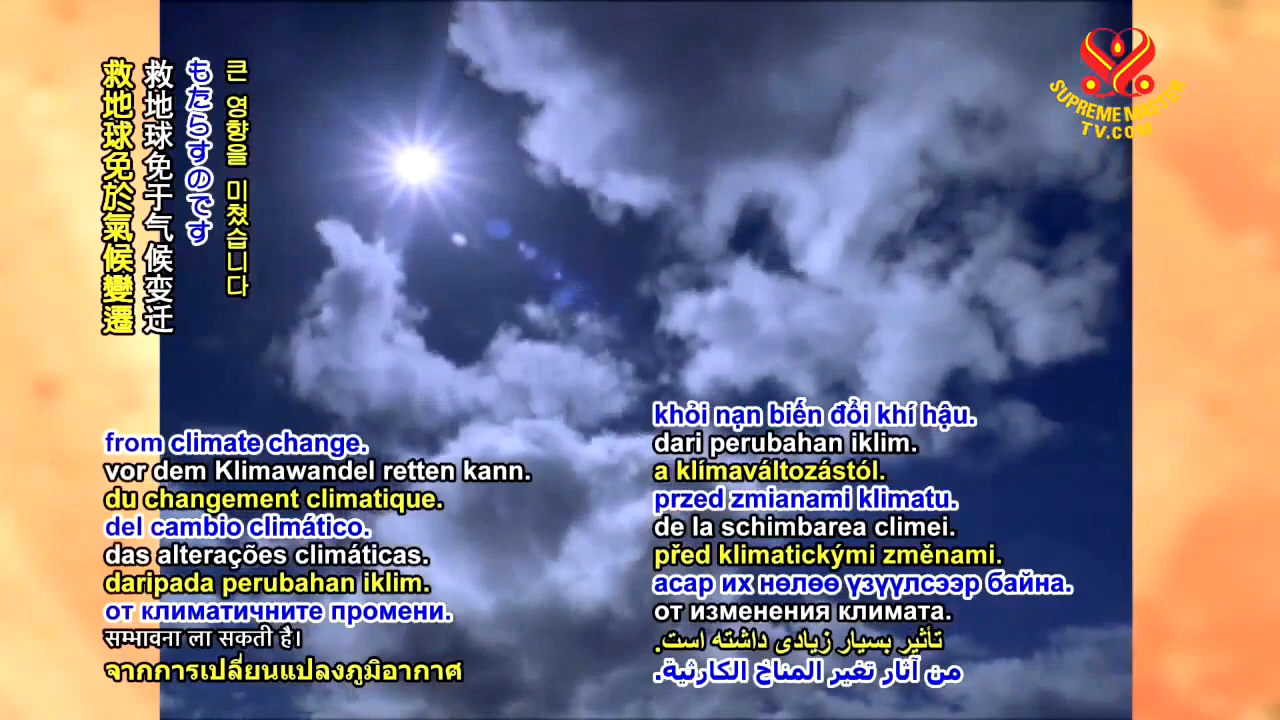 큰 영향을 미쳤습니다
もたらすのです
救地球免于气候变迁
救地球免於氣候變遷
SUPREME MASTER
TV.COM
from climate change.
vor dem Klimawandel retten kann.
du changement climatique.
del cambio climático.
das alterações climáticas.
daripada perubahan iklim.
от климатичните промени.
सम्भावना ला सकती है।
จากการเปลี่ยนแปลงภูมิอากาศ
khỏi nạn biến đổi khí hậu.
dari perubahan iklim.
a klímaváltozástól.
przed zmianami klimatu.
de la schimbarea climei.
před klimatickými změnami.
асар их нөлөө үзүүлсээр байна.
от изменения климата.
تأثیر بسیار زیادی داشته است.
من آثار تغير المناخ الكارثية.